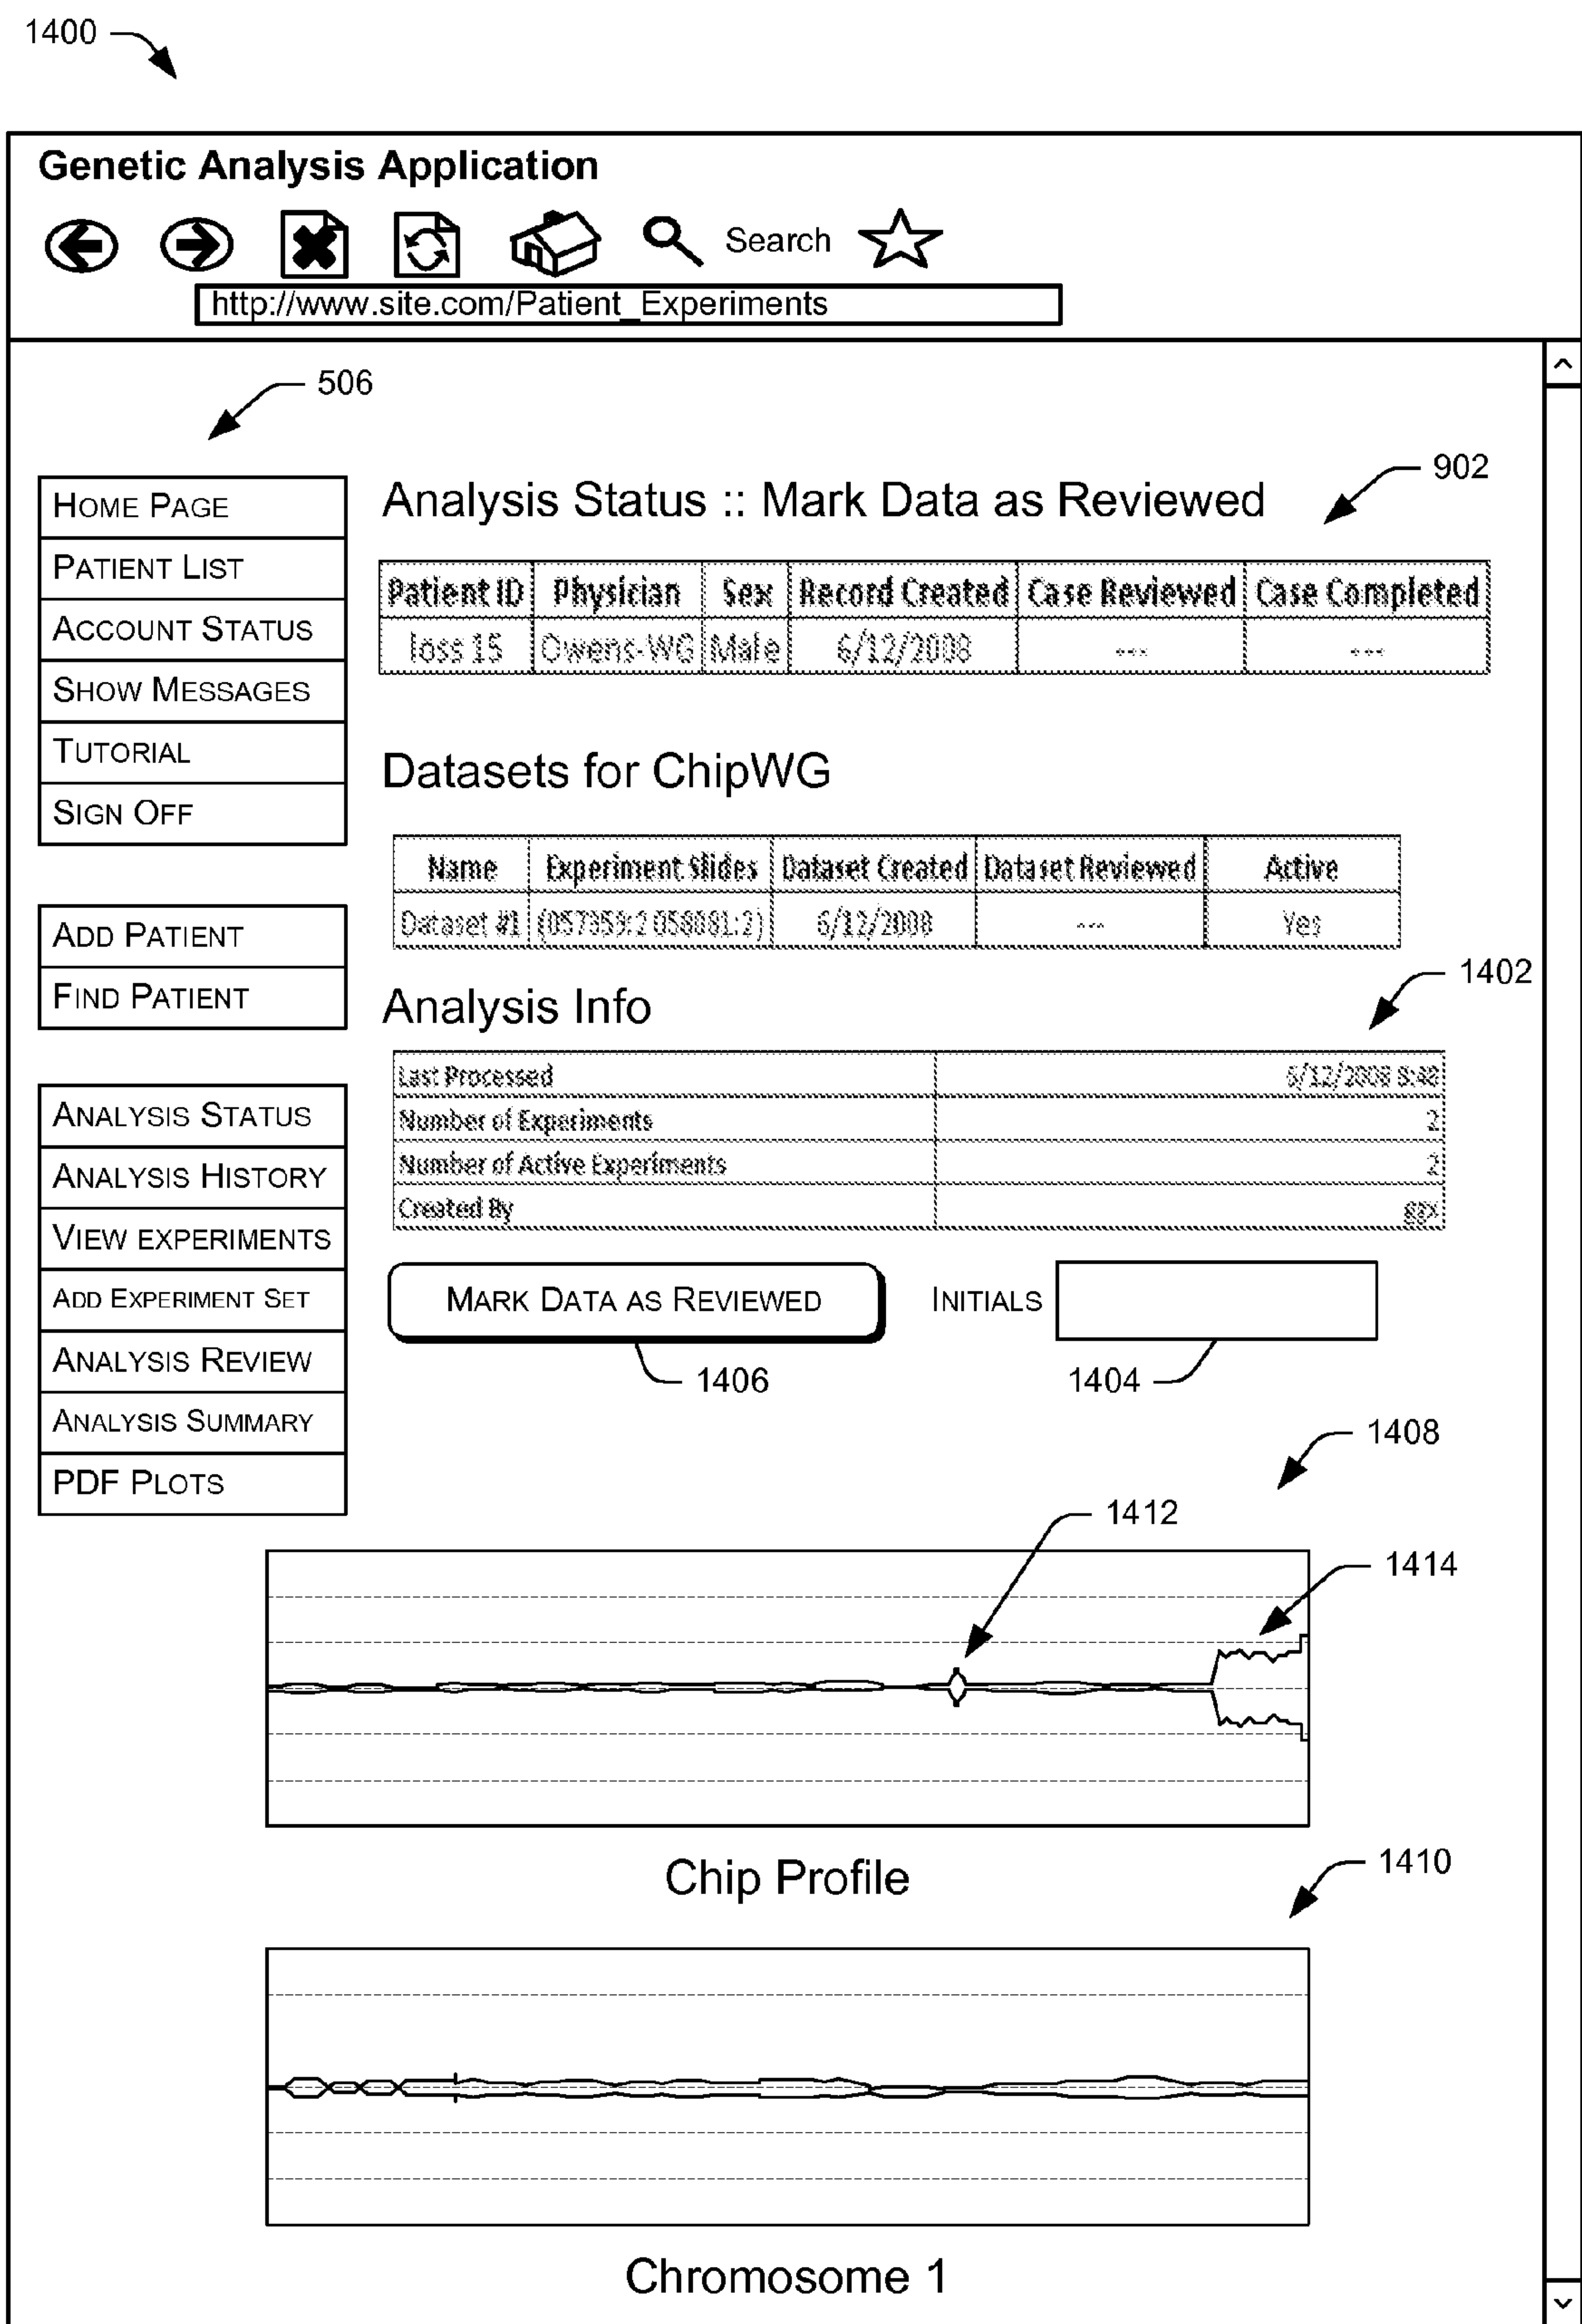 1400
Genetic Analysis Application
Search
http://www.site.com/Patient_Experiments
506
902
HOME PAGE
PATIENT LIST
ACCOUNT STATUS
SHOW MESSAGES
TUTORIAL
SIGN OFF
ADD PATIENT
FIND PATIENT
ANALYSIS STATUS
ANALYSIS HISTORY
VIEW EXPERIMENTS
ADD EXPERIMENT SET
ANALYSIS REVIEW
ANALYSIS SUMMARY
PDF PLOTS
Analysis Status :: Mark Data as Reviewed
Patient ID Physician Sex Record Created Case Reviewed Case Completed
loss 15 Owens-WG Male 6/12/2008 --- ---
Datasets for ChipWG
Name Experiment Slides Dataset Created Dataset Reviewed Active
Dataset #1 6/12/2008 --- Yes
1402
Analysis Info
Last Processed 6/12/2008 8:48
Number of Experiments 2
Number of Active Experiments 2
Created By
MARK DATA AS REVIEWED INITIALS
1406 1404
1408
1412
1414
Chip Profile
1410
Chromosome 1